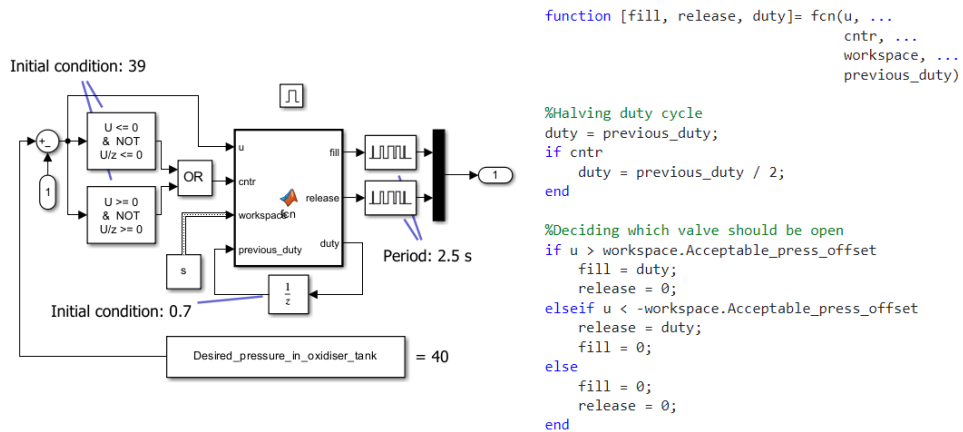 Initial condition: 39
U <= 0
& NOT
U/z <= 0
U >= 0
& NOT
U/z >= 0
+
-
1
OR
u
cntr
workspace
previous_duty
fcn
fill
release
duty
s
1
z
1
Period: 2.5 s
Initial condition: 0.7
Desired_pressure_in_oxidiser_tank
= 40
function [fill, release, duty]= fcn(u, ...
cntr, ...
workspace, ...
previous_duty)
%Halving duty cycle
duty = previous_duty;
if cntr
duty = previous_duty / 2;
end
%Deciding which valve should be open
if u > workspace.Acceptable_press_offset
fill = duty;
release = 0;
elseif u < -workspace.Acceptable_press_offset
release = duty;
fill = 0;
else
fill = 0;
release = 0;
end